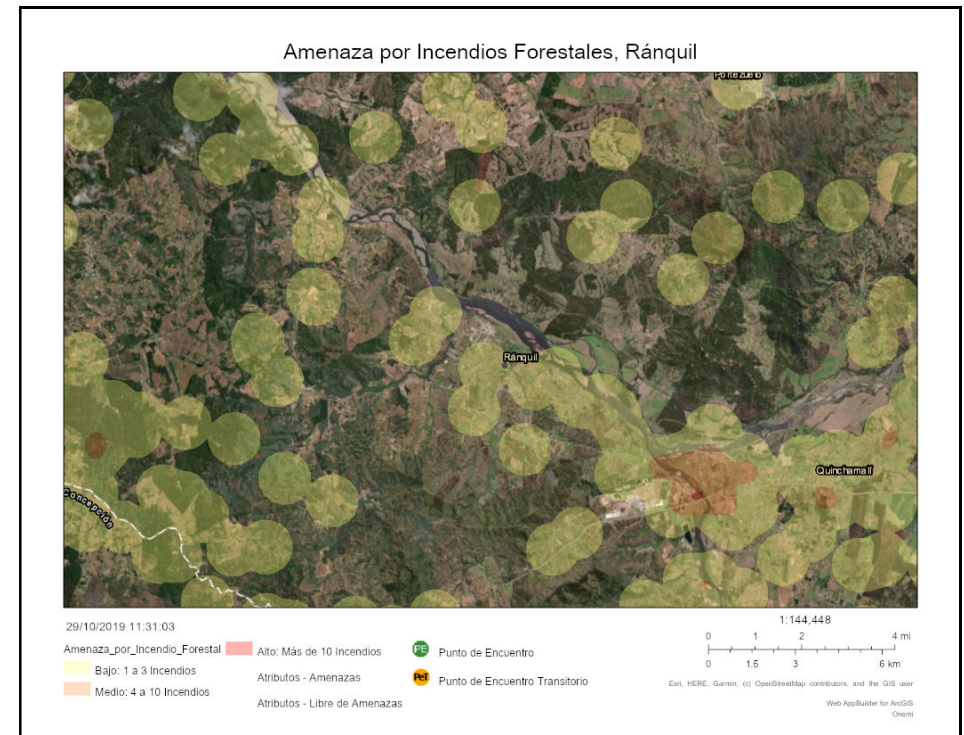 Amenaza por Incendios Forestales, Ránquil
Portezuelo
Ránquil
Quinchamalí
Concepción
29/10/2019 11:31:03
Amenaza_por_Incendio_Forestal
Bajo: 1 a 3 Incendios
Medio: 4 a 10 Incendios
Alto: Más de 10 Incendios
Atributos - Amenazas
Atributos - Libre de Amenazas
PE Punto de Encuentro
PeT Punto de Encuentro Transitorio
1:144,448
0 1 2 4 mi
0 1.5 3 6 km
Esri, HERE, Garmin, (c) OpenStreetMap contributors, and the GIS user
Web AppBuilder for ArcGIS
Onemi